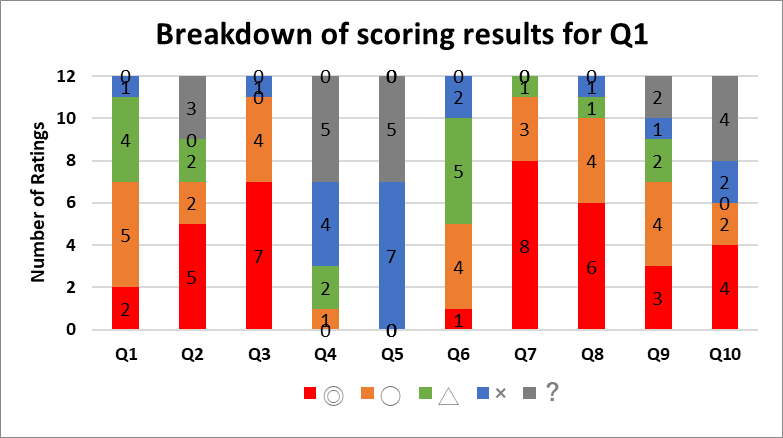 Breakdown of scoring results for Q1
Number of Ratings
12 0 0 0 0 0 0 0
1 1 1 1
0 2 2
3 1
10 4
5 5 3 1
4 0 4
8 2 4 2
5
2
6 2 0
4 4 2
5
4 8
7 7
4 6
5
2 2 4
3
2
1 1
0 0 0
Q1 Q2 Q3 Q4 Q5 Q6 Q7 Q8 Q9 Q10
◎ ○ △ × ?